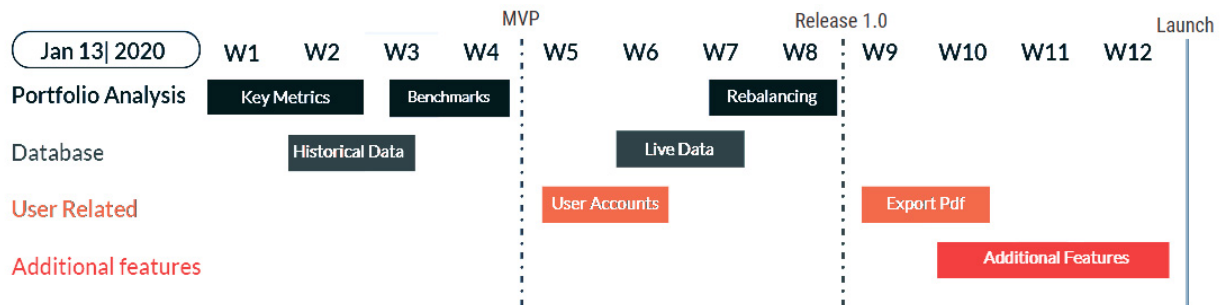 MVP Release 1.0 Launch
Jan 13| 2020 W1 W2 W3 W4 W5 W6 W7 W8 W9 W10 W11 W12
Portfolio Analysis Key Metrics Benchmarks Rebalancing
Database Historical Data Live Data
User Related User Accounts Export Pdf
Additional features Additional Features